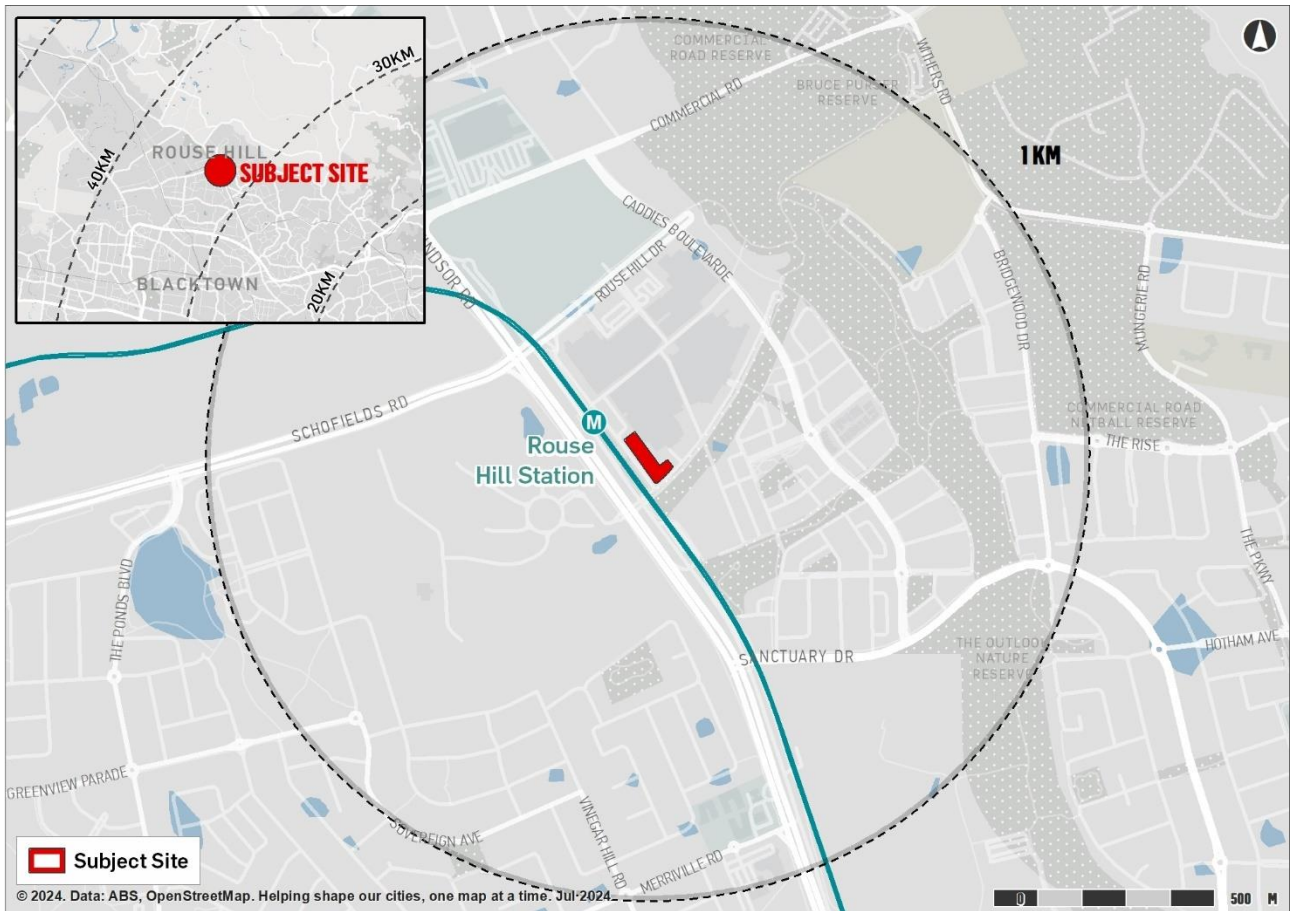 30KM
ROUSE HILL
40KM
SUBJECT SITE
BLACKTOWN
20KM
COMMERCIAL
ROAD RESERVE
WITHERS RD
BRUCE PURSER
RESERVE
COMMERCIAL RD
1 KM
CADDIES BOULEVARDE
NDSOR RD
ROUSE HILL DR
BRIDGEWOOD DR
MUNGERIE RD
SCHOFIELDS RD
M
Rouse
Hill Station
COMMERCIAL ROAD
NETBALL RESERVE
THE RISE
THE PONDS BLVD
THE PKWY
SANCTUARY DR
THE OUTLOOK
NATURE
RESERVE
HOTHAM AVE
GREENVIEW PARADE
SOVEREIGN AVE
VINEGAR HILL RD
MERRIVILLE RD
Subject Site
© 2024. Data: ABS, OpenStreetMap. Helping shape our cities, one map at a time. Jul-2024
0 500 M